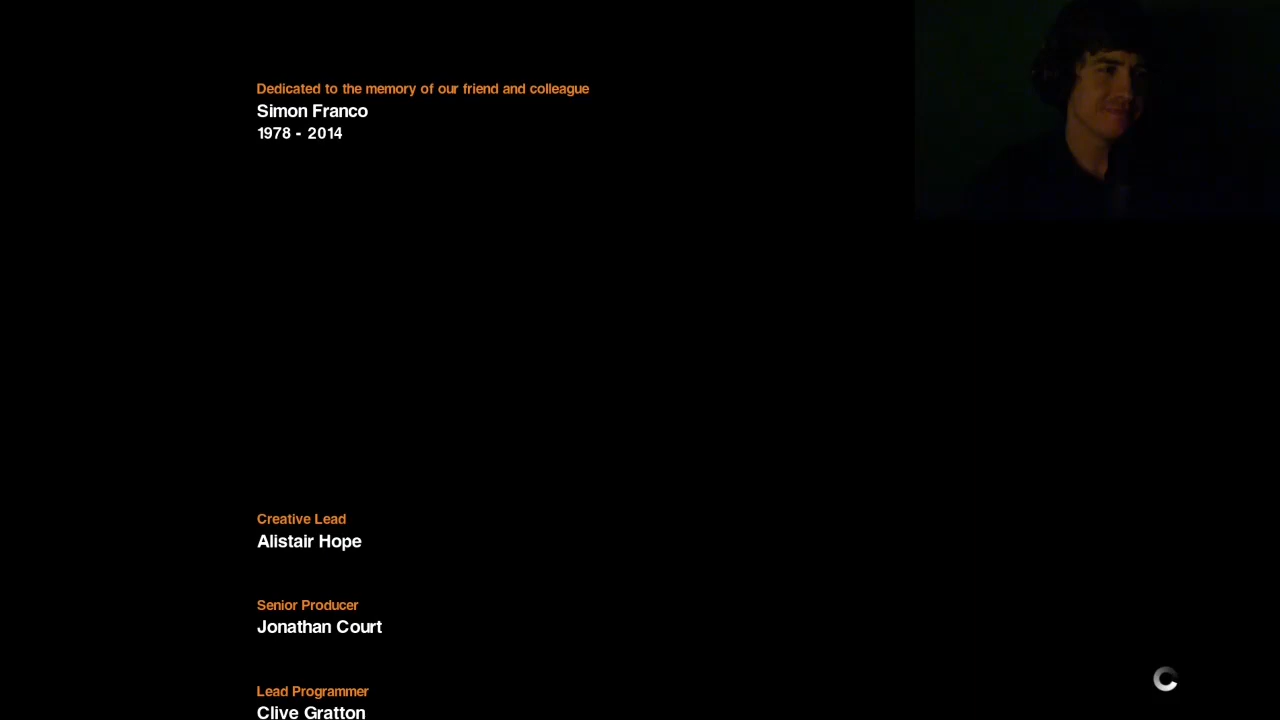 Dedicated to the memory of our friend and colleague
Simon Franco
1978 - 2014
Creative Lead
Alistair Hope
Senior Producer
Jonathan Court
Lead Programmer
Clive Gratton